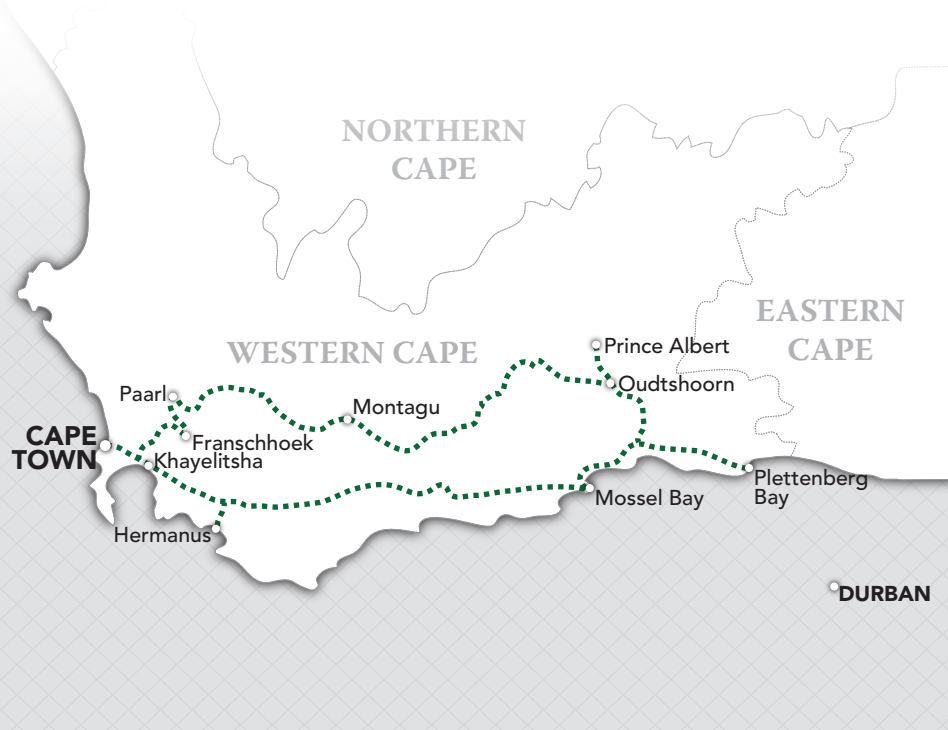 NORTHERN
CAPE
EASTERN
CAPE
WESTERN CAPE
Prince Albert
Oudtshoorn
Paarl
Montagu
CAPE
TOWN
Franschhoek
Khayelitsha
Plettenberg
Bay
Mossel Bay
Hermanus
DURBAN